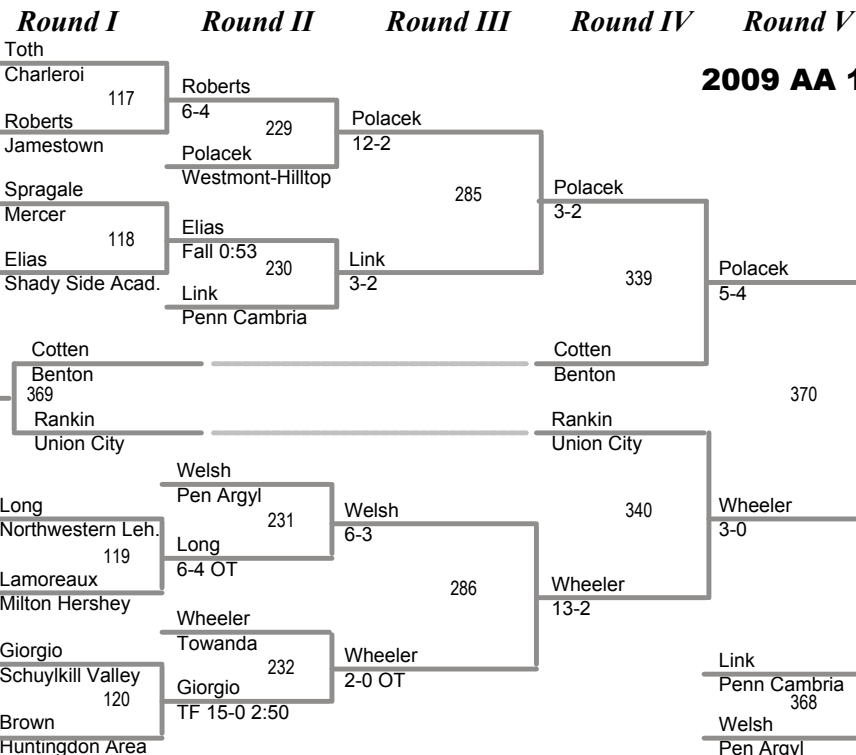 Round I Round II Round III Round IV Round V
2009 AA 1
Toth
Charleroi
117
Roberts
Jamestown
Roberts
6-4
229
Polacek
Westmont-Hilltop
Polacek
12-2
Spragale
Mercer
118
Elias
Shady Side Acad.
Elias
Fall 0:53
230
Link
Penn Cambria
Link
3-2
285
Polacek
3-2
339
Cotten
Benton
369
Rankin
Union City
Cotten
Benton
Rankin
Union City
Polacek
5-4
370
Welsh
Pen Argyl
231
Long
Northwestern Leh.
119
Lamoreaux
Milton Hershey
Long
6-4 OT
Welsh
6-3
286
Wheeler
Towanda
232
Giorgio
Schuylkill Valley
120
Brown
Huntingdon Area
Giorgio
TF 15-0 2:50
Wheeler
2-0 OT
340
Wheeler
13-2
Wheeler
3-0
Link
Penn Cambria
368
Welsh
Pen Argyl